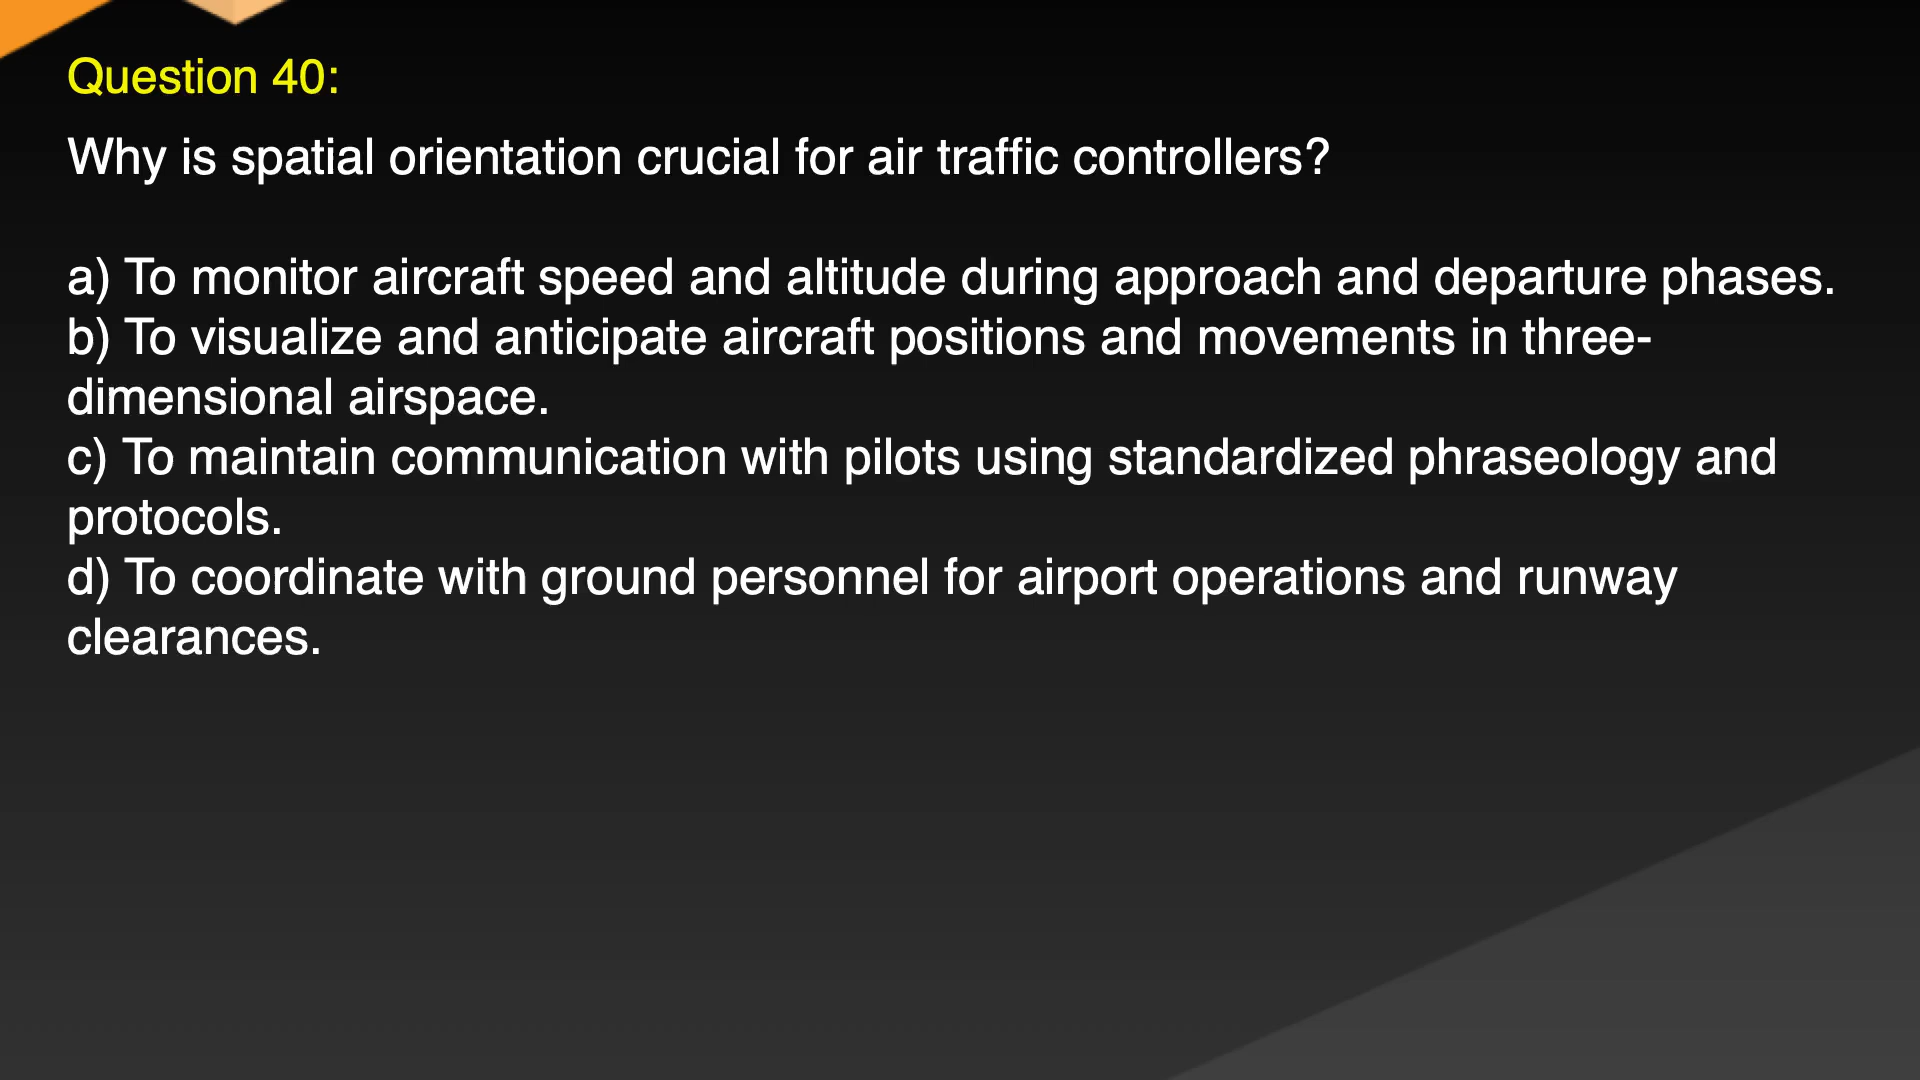 Question 40:
Why is spatial orientation crucial for air traffic controllers?
a) To monitor aircraft speed and altitude during approach and departure phases.
b) To visualize and anticipate aircraft positions and movements in three-
dimensional airspace.
c) To maintain communication with pilots using standardized phraseology and
protocols.
d) To coordinate with ground personnel for airport operations and runway
clearances.